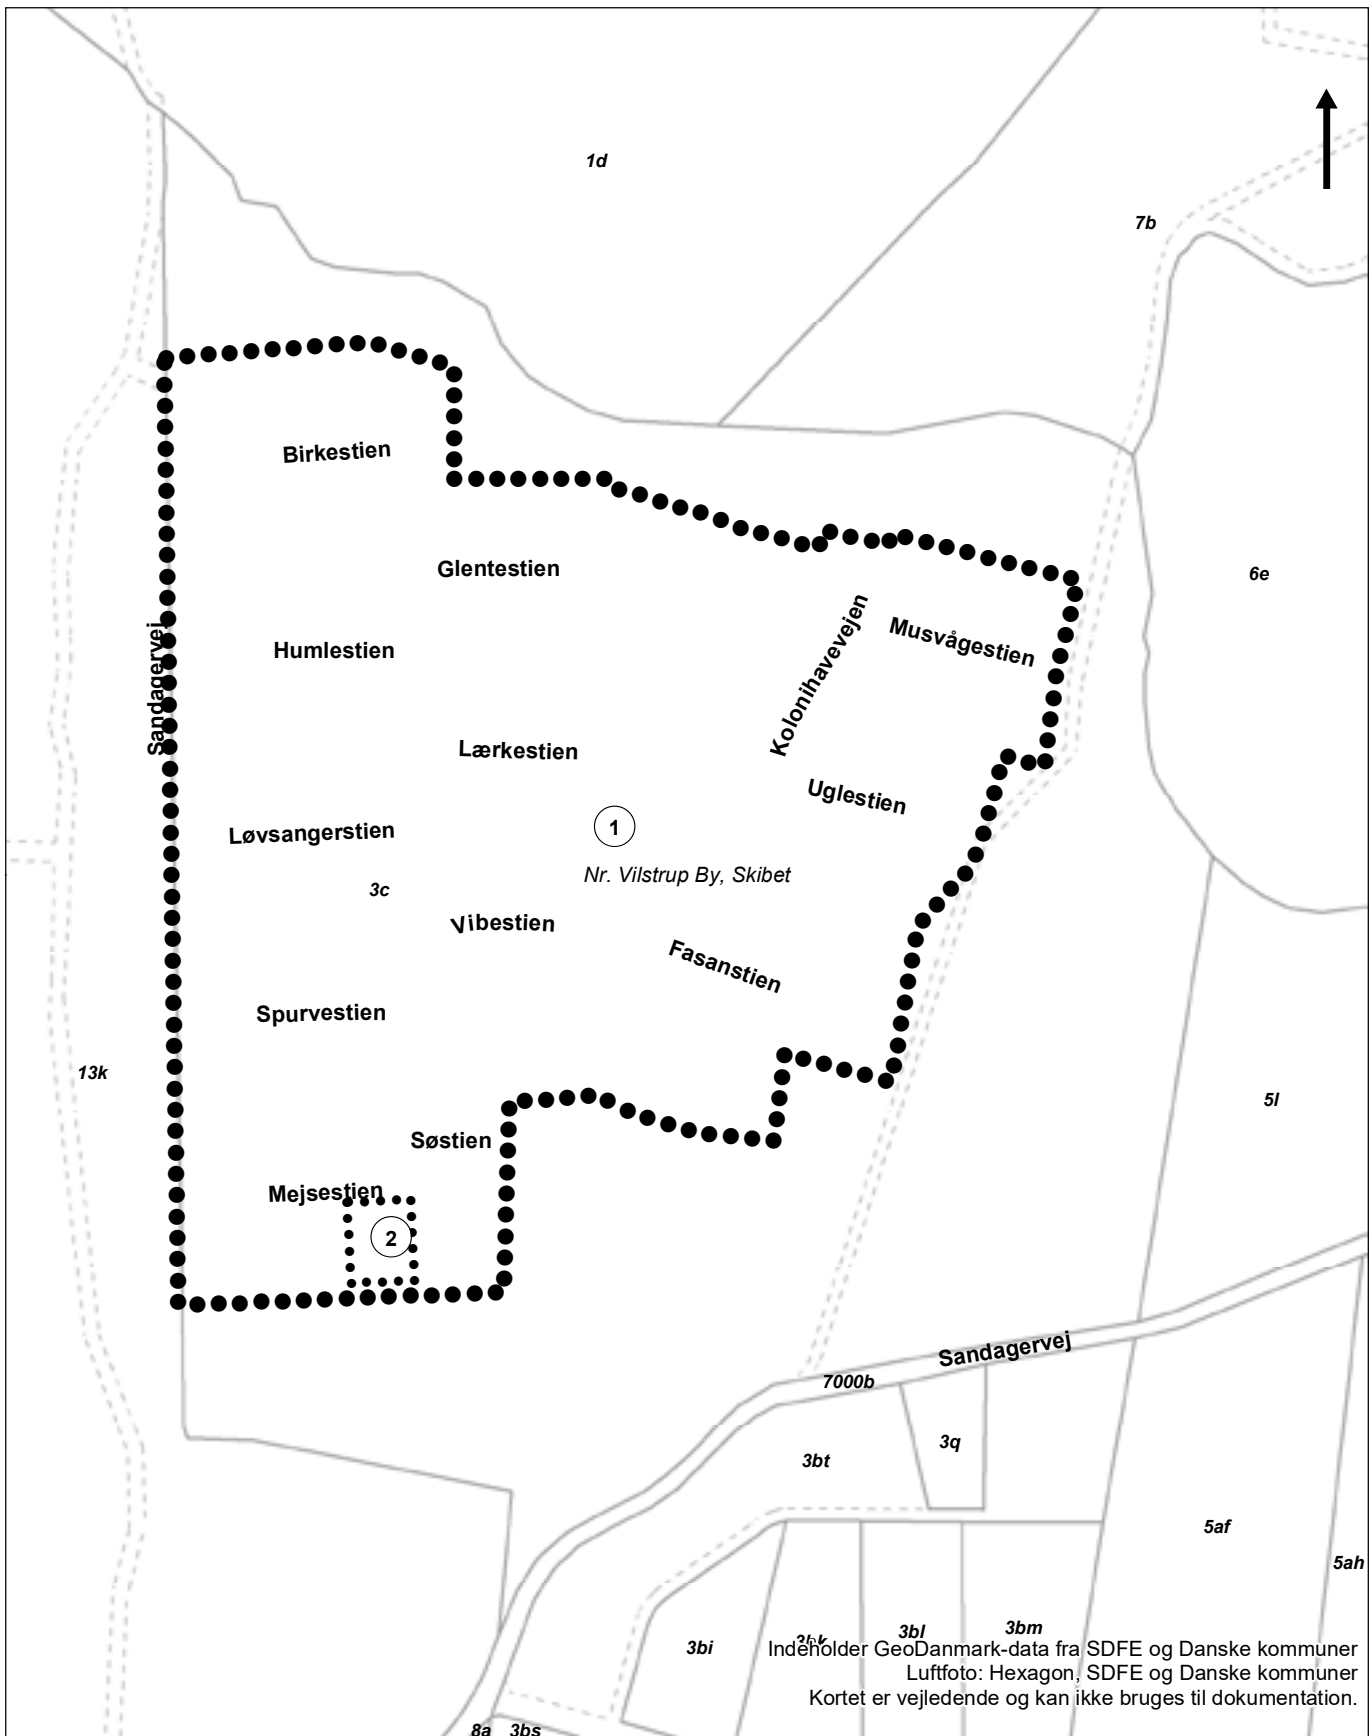 1d
7b
Birkestien
Glentestien
6e
Kolonihavevejen
Musvågestien
Humlestien
Sandagervej
Lærkestien
Uglestien
1
Løvsangerstien
Nr. Vilstrup By, Skibet
3c
Vibestien
Fasanstien
Spurvestien
13k
5l
Søstien
Mejsestien
2
Sandagervej
7000b
3q
3bt
5af
5ah
3bi
3bk
3bl
3bm
Indeholder GeoDanmark-data fra SDFE og Danske kommuner
Luftfoto: Hexagon, SDFE og Danske kommuner
Kortet er vejledende og kan ikke bruges til dokumentation.
8a
3bs